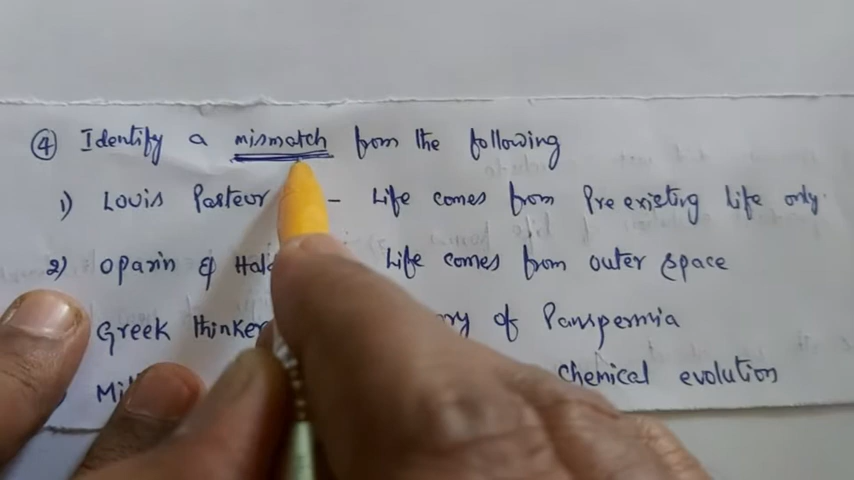 ④ Identify a mismatch from the following
1) Louis Pasteur - Life comes from Pre existing life only.
2) Oparin & Life comes from outer space
Greek thinker of Panspermia
chemical evolution